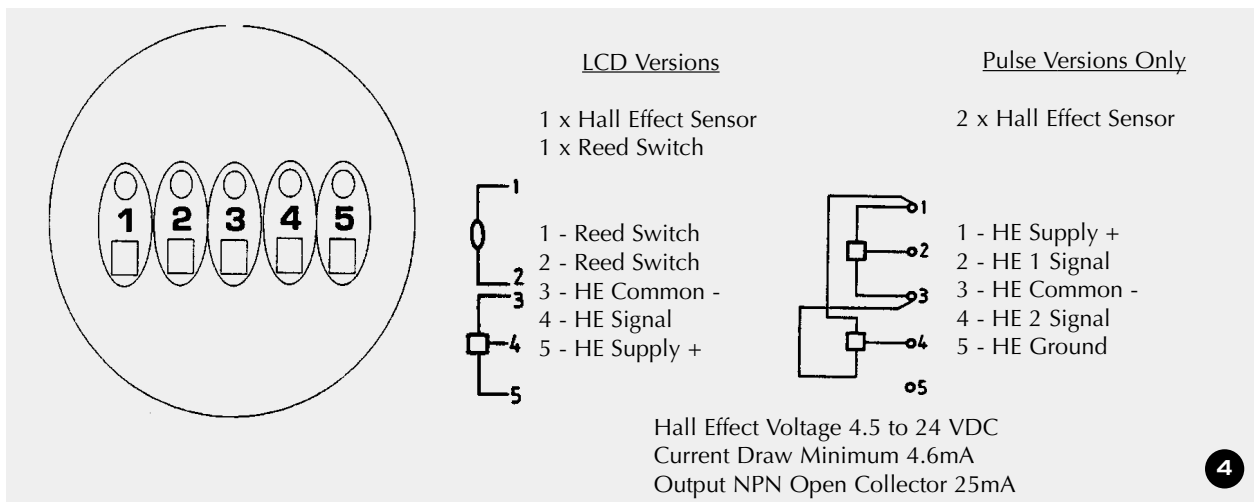 1 2 3 4 5
LCD Versions
1 x Hall Effect Sensor
1 x Reed Switch
1
2
3
4
5
1 - Reed Switch
2 - Reed Switch
3 - HE Common -
4 - HE Signal
5 - HE Supply +
Pulse Versions Only
2 x Hall Effect Sensor
1
2
3
4
5
1 - HE Supply +
2 - HE 1 Signal
3 - HE Common -
4 - HE 2 Signal
5 - HE Ground
Hall Effect Voltage 4.5 to 24 VDC
Current Draw Minimum 4.6mA
Output NPN Open Collector 25mA
4